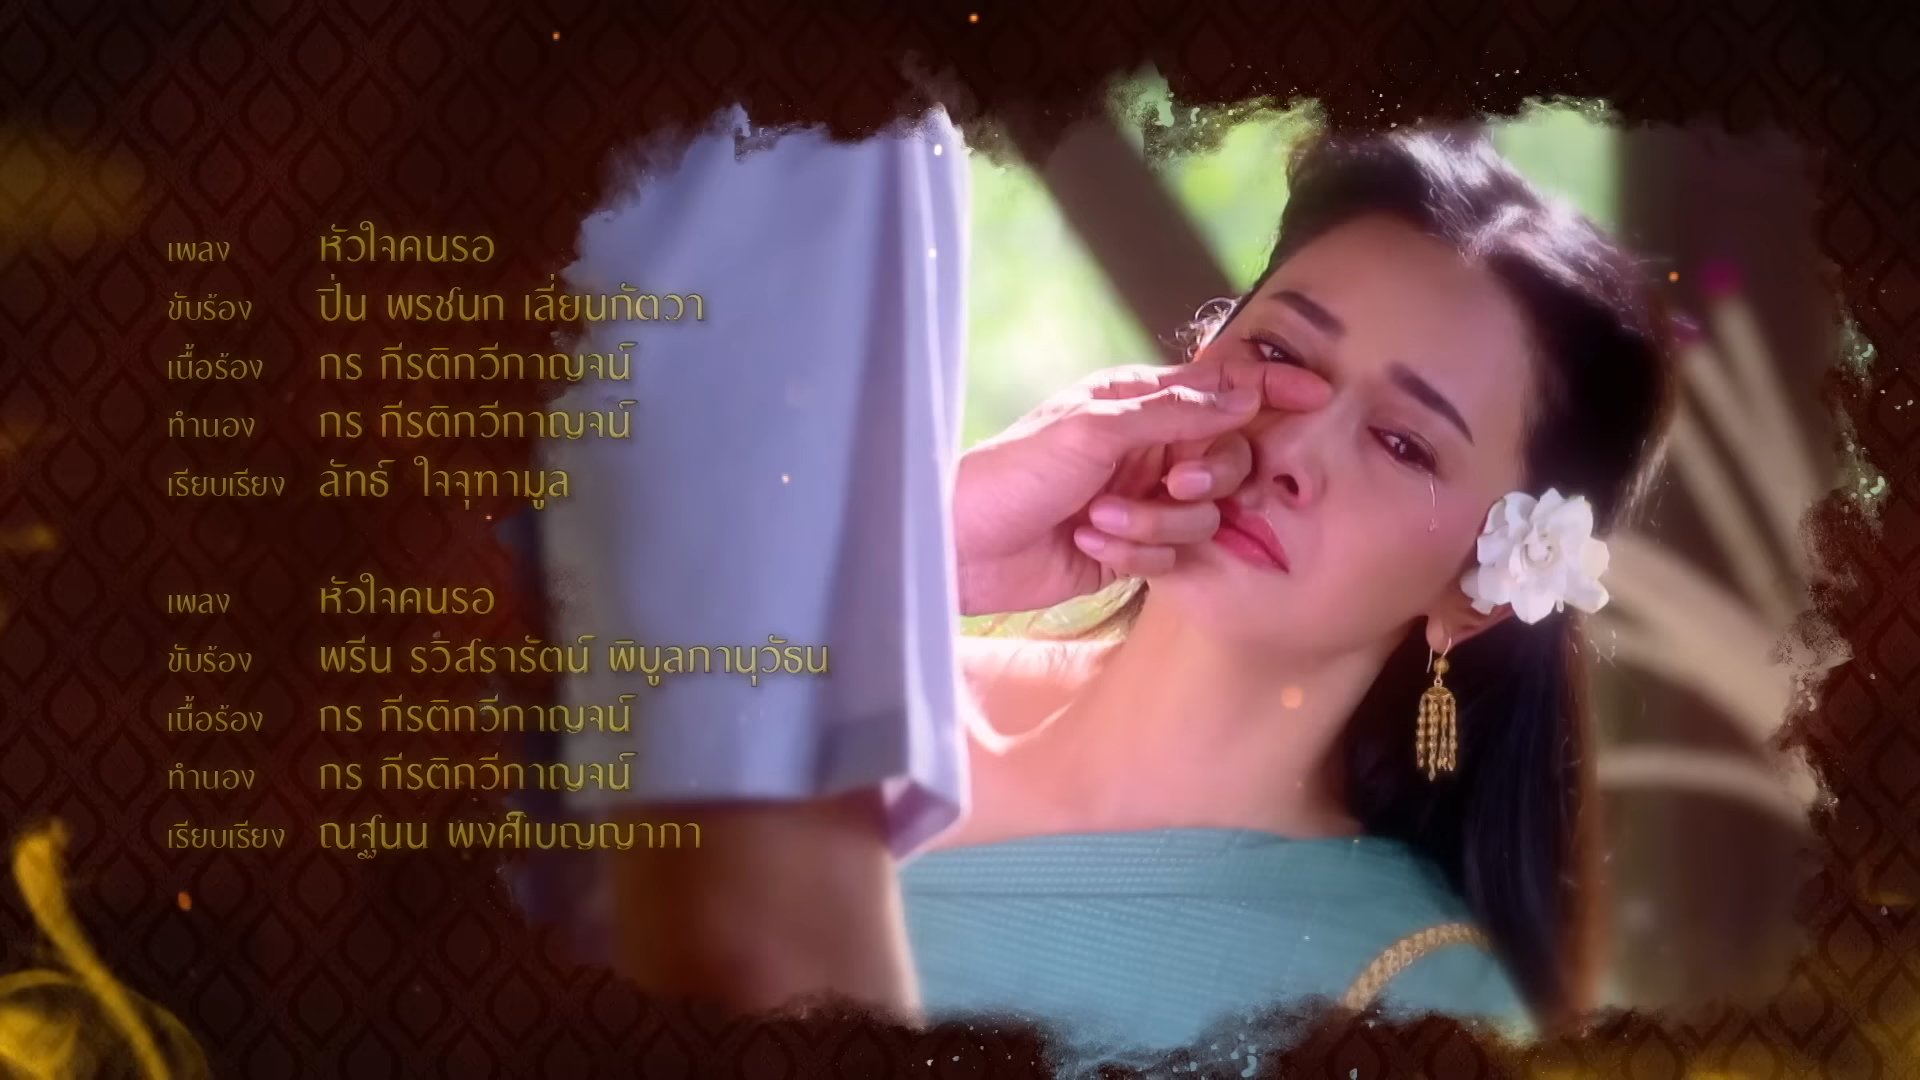 เพลง หัวใจคนรอ
ขับร้อง ปิ่น พรชนก เลี่ยนกัตวา
เนื้อร้อง กร กีรติกวีกาญจน์
ทำนอง กร กีรติกวีกาญจน์
เรียบเรียง ลัทธ์ ใจจุฑามูล
เพลง หัวใจคนรอ
ขับร้อง พรีน รวิสรารัตน์ พิบูลภานุวัธน
เนื้อร้อง กร กีรติกวีกาญจน์
ทำนอง กร กีรติกวีกาญจน์
เรียบเรียง ณฐนน พงศ์เบญญาภา